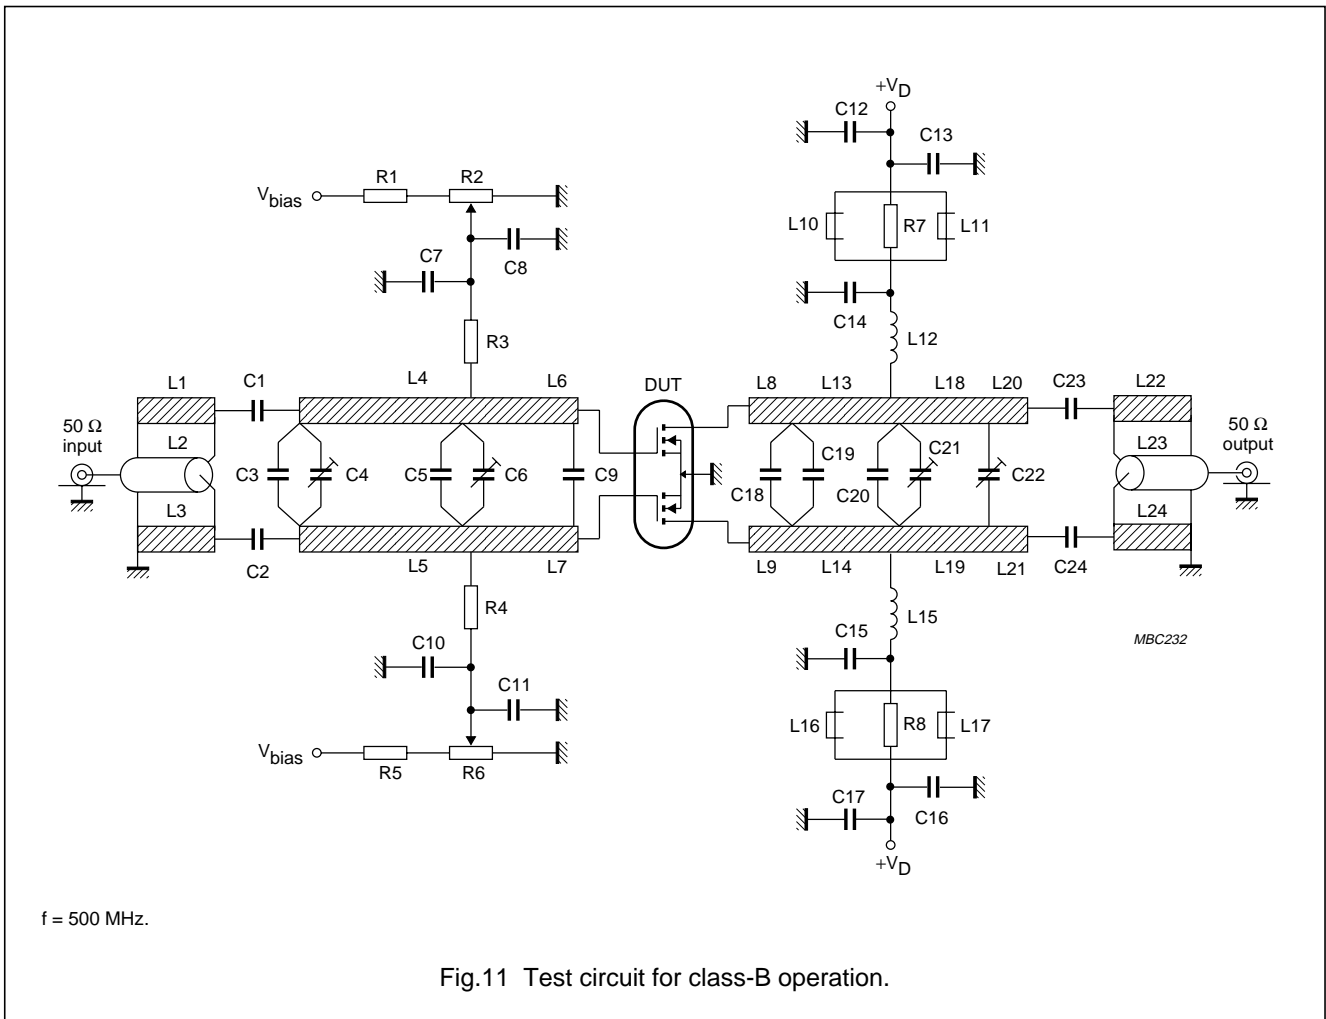 +VD
C12
C13
R1
R2
Vbias
L10
R7
L11
C7
C8
C14
R3
L12
L1
C1
L4
L6
DUT
L8
L13
L18
L20
C23
L22
50 Ω
input
50 Ω
output
L2
L23
C3
C4
C5
C6
C9
C18
C19
C20
C21
C22
L3
L24
C2
L5
L7
L9
L14
L19
L21
C24
R4
L15
C10
C15
MBC232
C11
L16
R8
L17
Vbias
R5
R6
C17
C16
+VD
f = 500 MHz.
Fig.11 Test circuit for class-B operation.